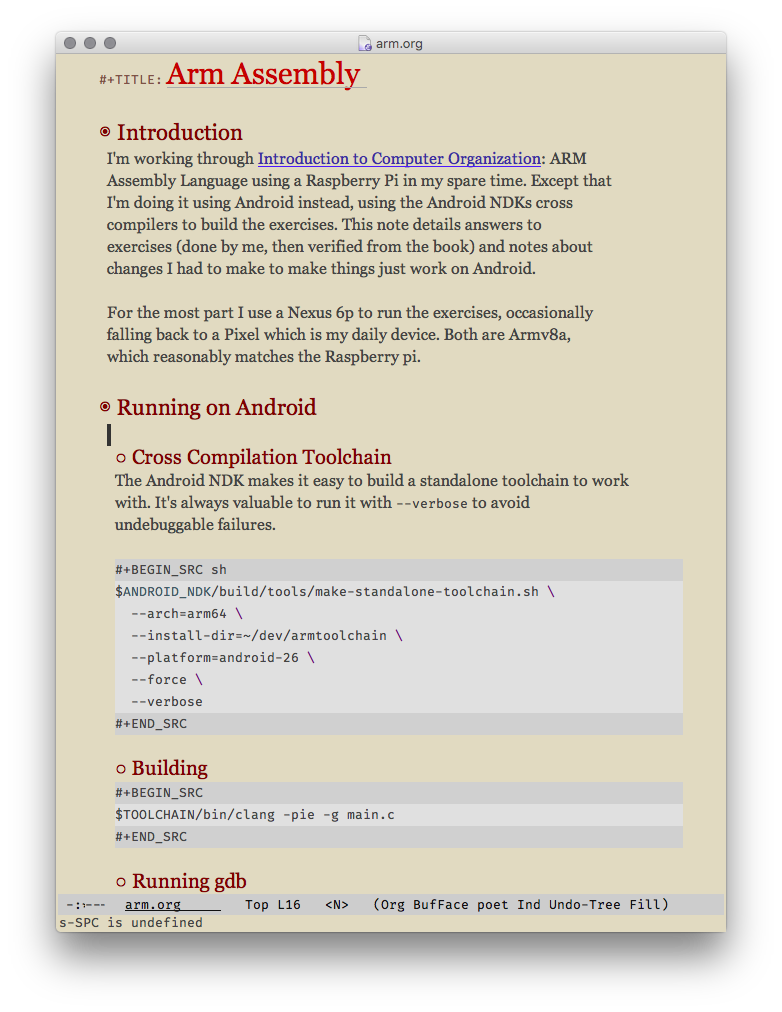 arm.org
#+TITLE: Arm Assembly
Introduction
I'm working through Introduction to Computer Organization: ARM
Assembly Language using a Raspberry Pi in my spare time. Except that
I'm doing it using Android instead, using the Android NDKs cross
compilers to build the exercises. This note details answers to
exercises (done by me, then verified from the book) and notes about
changes I had to make to make things just work on Android.
For the most part I use a Nexus 6p to run the exercises, occasionally
falling back to a Pixel which is my daily device. Both are Armv8a,
which reasonably matches the Raspberry pi.
Running on Android
Cross Compilation Toolchain
The Android NDK makes it easy to build a standalone toolchain to work
with. It's always valuable to run it with --verbose to avoid
undebuggable failures.
#+BEGIN_SRC sh
$ANDROID_NDK/build/tools/make-standalone-toolchain.sh \
--arch=arm64 \
--install-dir=~/dev/armtoolchain \
--platform=android-26 \
--force \
--verbose
#+END_SRC
Building
#+BEGIN_SRC
$TOOLCHAIN/bin/clang -pie -g main.c
#+END_SRC
Running gdb
-:--- arm.org Top L16 <N> (Org BufFace poet Ind Undo-Tree Fill)
s-SPC is undefined